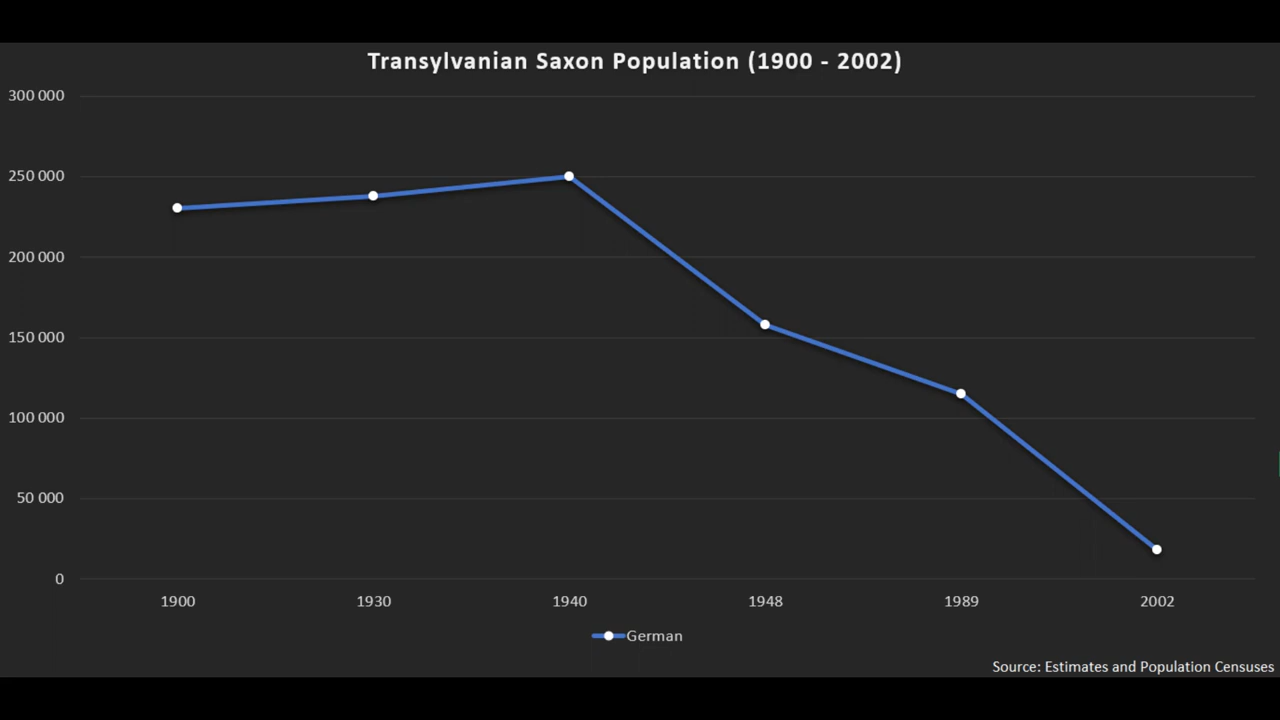 Transylvanian Saxon Population (1900 - 2002)
300 000
250 000
200 000
150 000
100 000
50 000
0
1900 1930 1940 1948 1989 2002
German
Source: Estimates and Population Censuses